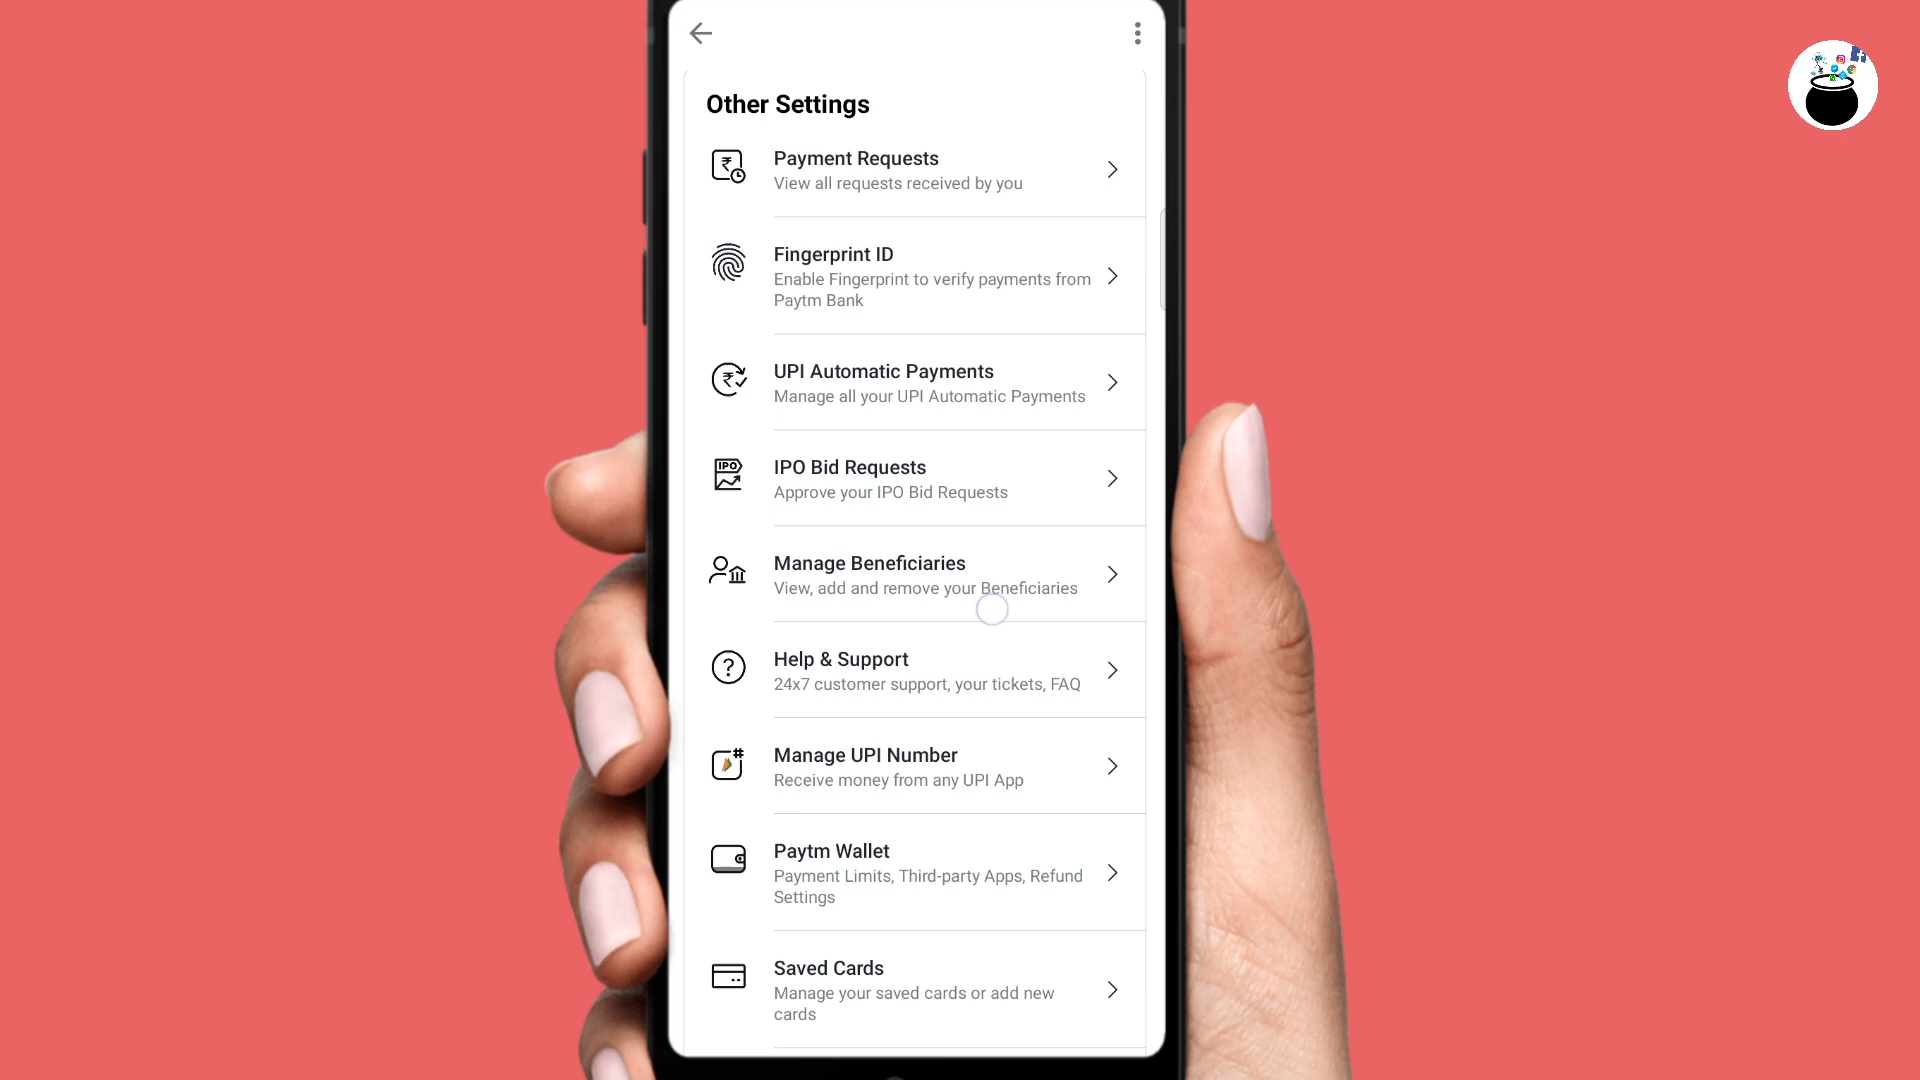 Other Settings
Payment Requests
View all requests received by you
Fingerprint ID
Enable Fingerprint to verify payments from
Paytm Bank
UPI Automatic Payments
Manage all your UPI Automatic Payments
IPO
IPO Bid Requests
Approve your IPO Bid Requests
Manage Beneficiaries
View, add and remove your Beneficiaries
Help & Support
24x7 customer support, your tickets, FAQ
Manage UPI Number
Receive money from any UPI App
Paytm Wallet
Payment Limits, Third-party Apps, Refund
Settings
Saved Cards
Manage your saved cards or add new
cards